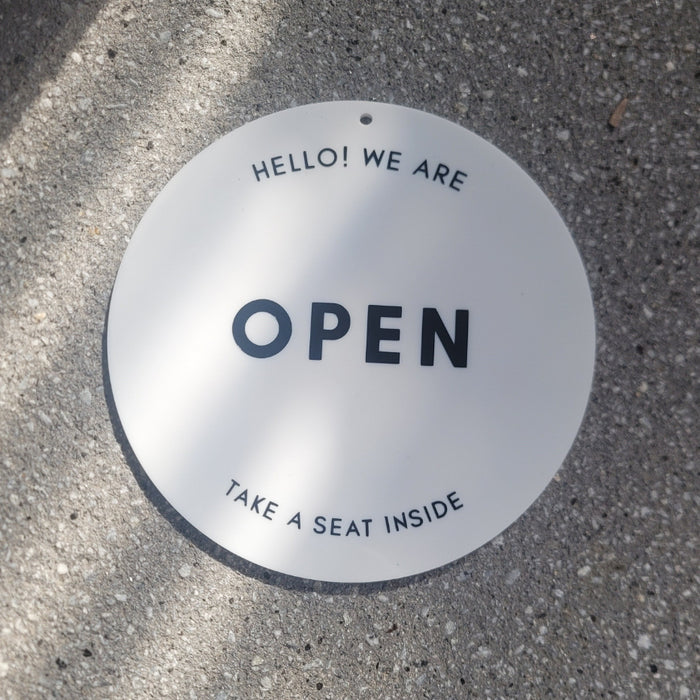 HELLO! WE ARE
OPEN
TAKE A SEAT INSIDE